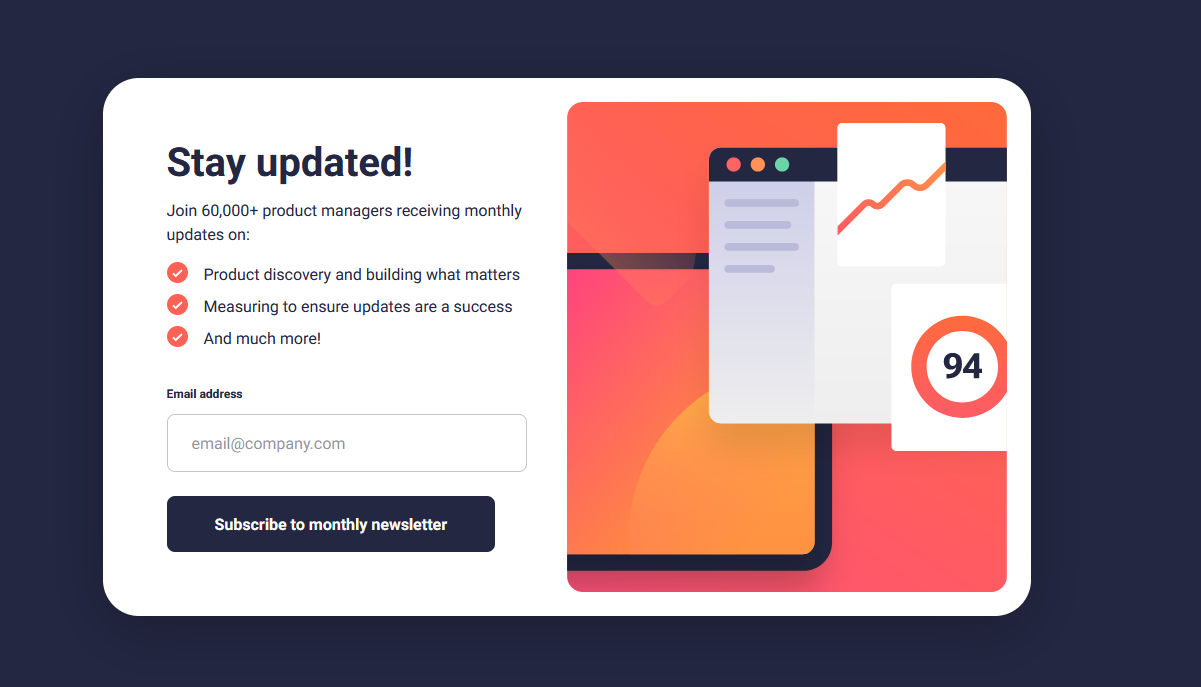 Stay updated!
Join 60,000+ product managers receiving monthly
updates on:
Product discovery and building what matters
Measuring to ensure updates are a success
And much more!
Email address
email@company.com
Subscribe to monthly newsletter
94